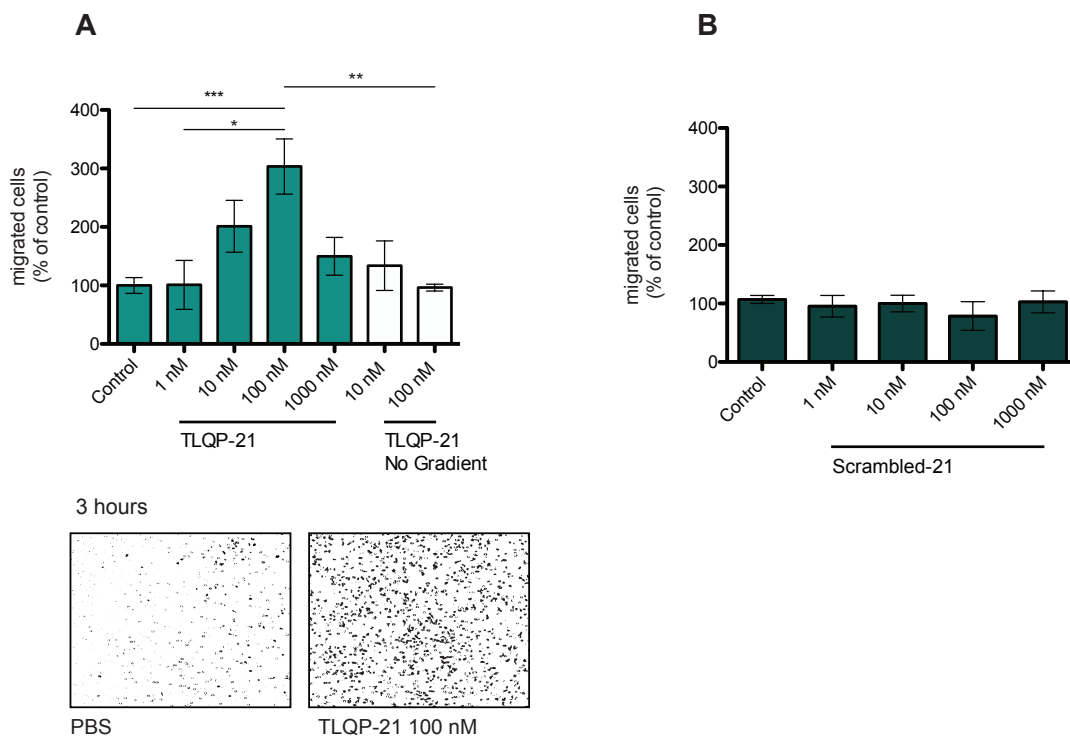 A
***
**
*
migrated cells
(% of control)
400
300
200
100
0
Control
1 nM
10 nM
100 nM
1000 nM
10 nM
100 nM
TLQP-21
TLQP-21
No Gradient
3 hours
PBS
TLQP-21 100 nM
B
migrated cells
(% of control)
400
300
200
100
0
Control
1 nM
10 nM
100 nM
1000 nM
Scrambled-21